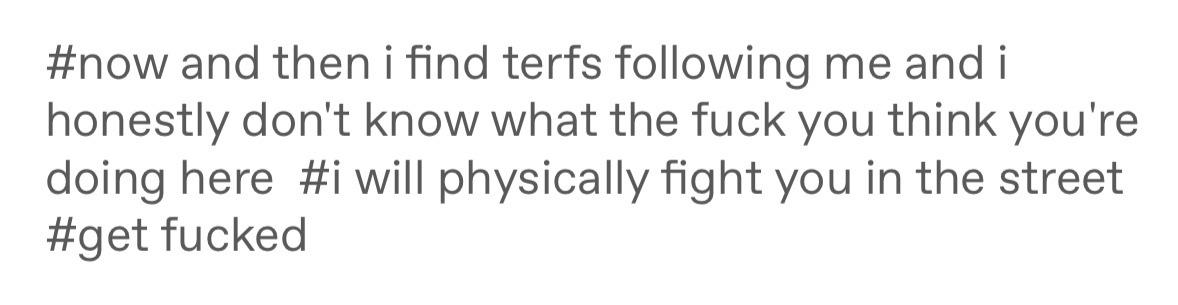 #now and then i find terfs following me and i
honestly don't know what the fuck you think you're
doing here  #i will physically fight you in the street
#get fucked